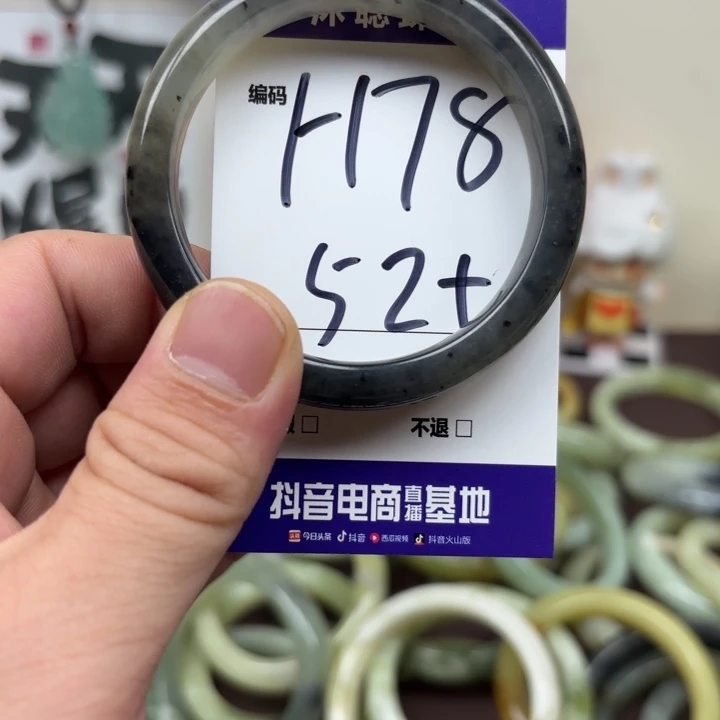 编码 H178
52+
不退 □
抖音电商直播基地
今日头条 抖音 西瓜视频 抖音火山版